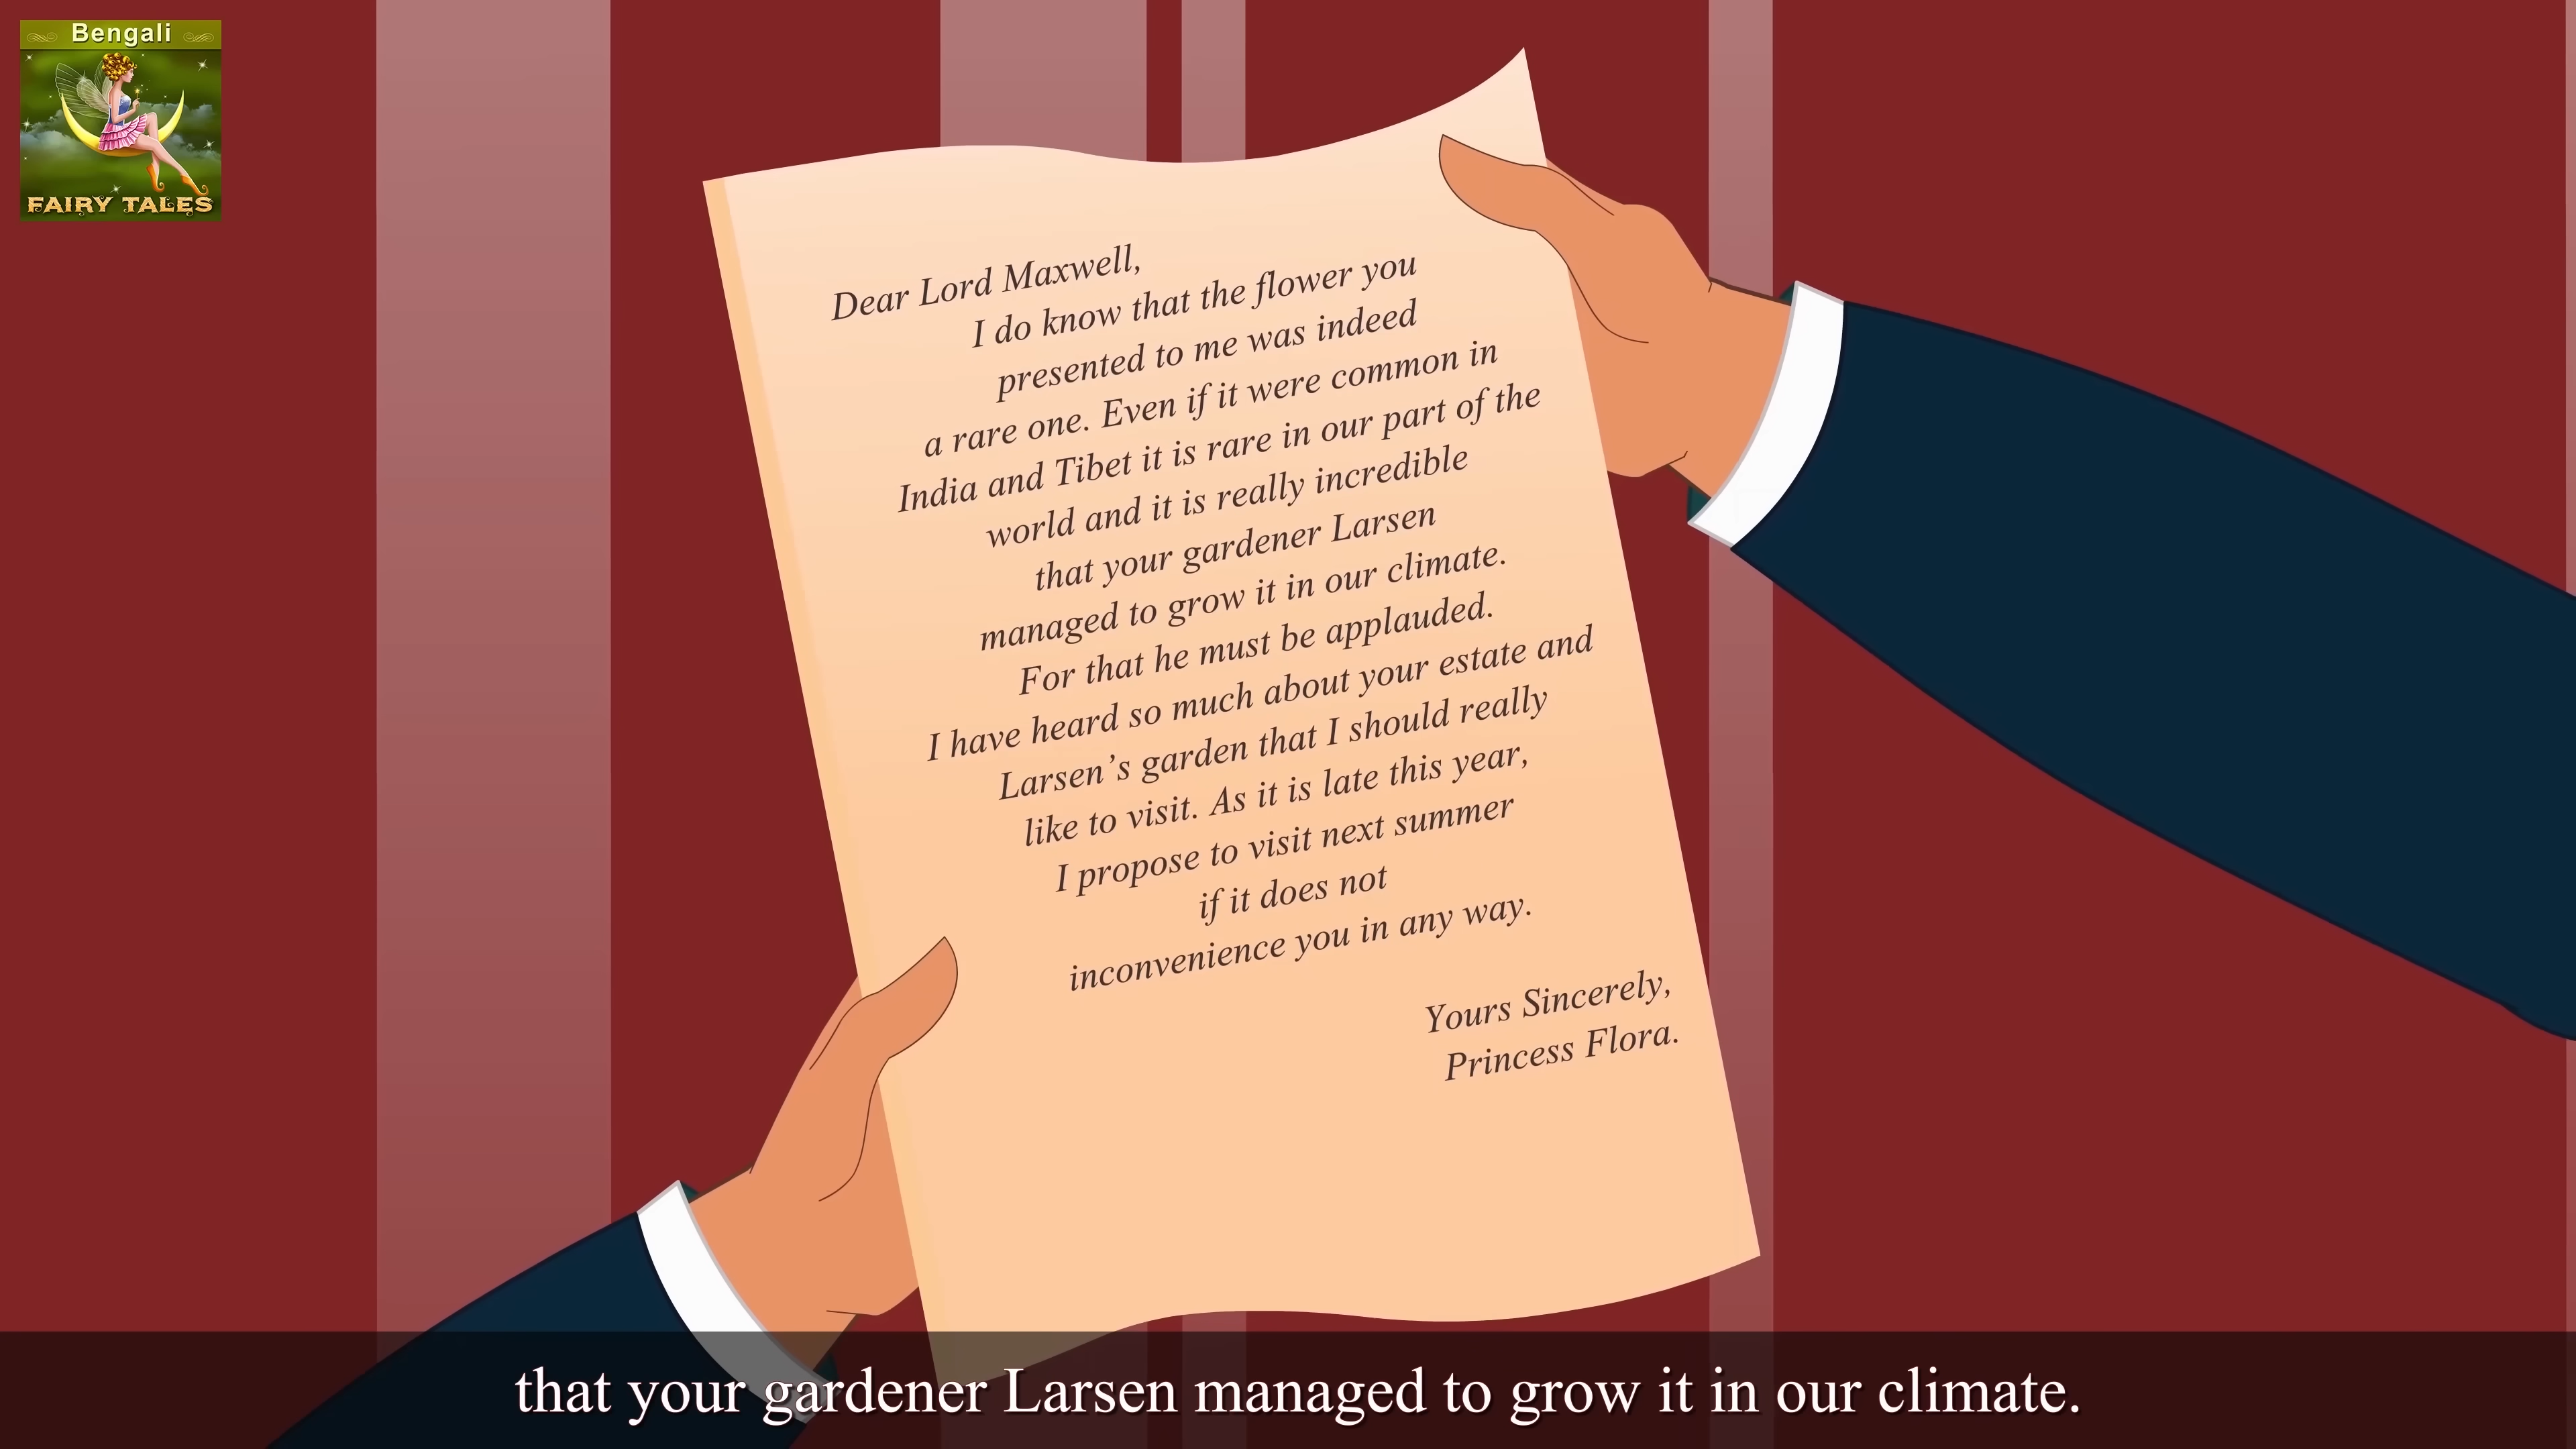 Bengali
FAIRY TALES
Dear Lord Maxwell,
I do know that the flower you
presented to me was indeed
a rare one. Even if it were common in
India and Tibet it is rare in our part of the
world and it is really incredible
that your gardener Larsen
managed to grow it in our climate.
For that he must be applauded.
I have heard so much about your estate and
Larsen’s garden that I should really
like to visit. As it is late this year,
I propose to visit next summer
if it does not
inconvenience you in any way.
Yours Sincerely,
Princess Flora.
that your gardener Larsen managed to grow it in our climate.